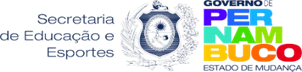 Secretaria
de Educação e
Esportes
GOVERNO DE
PER
NAM
BUCO
ESTADO DE MUDANÇA